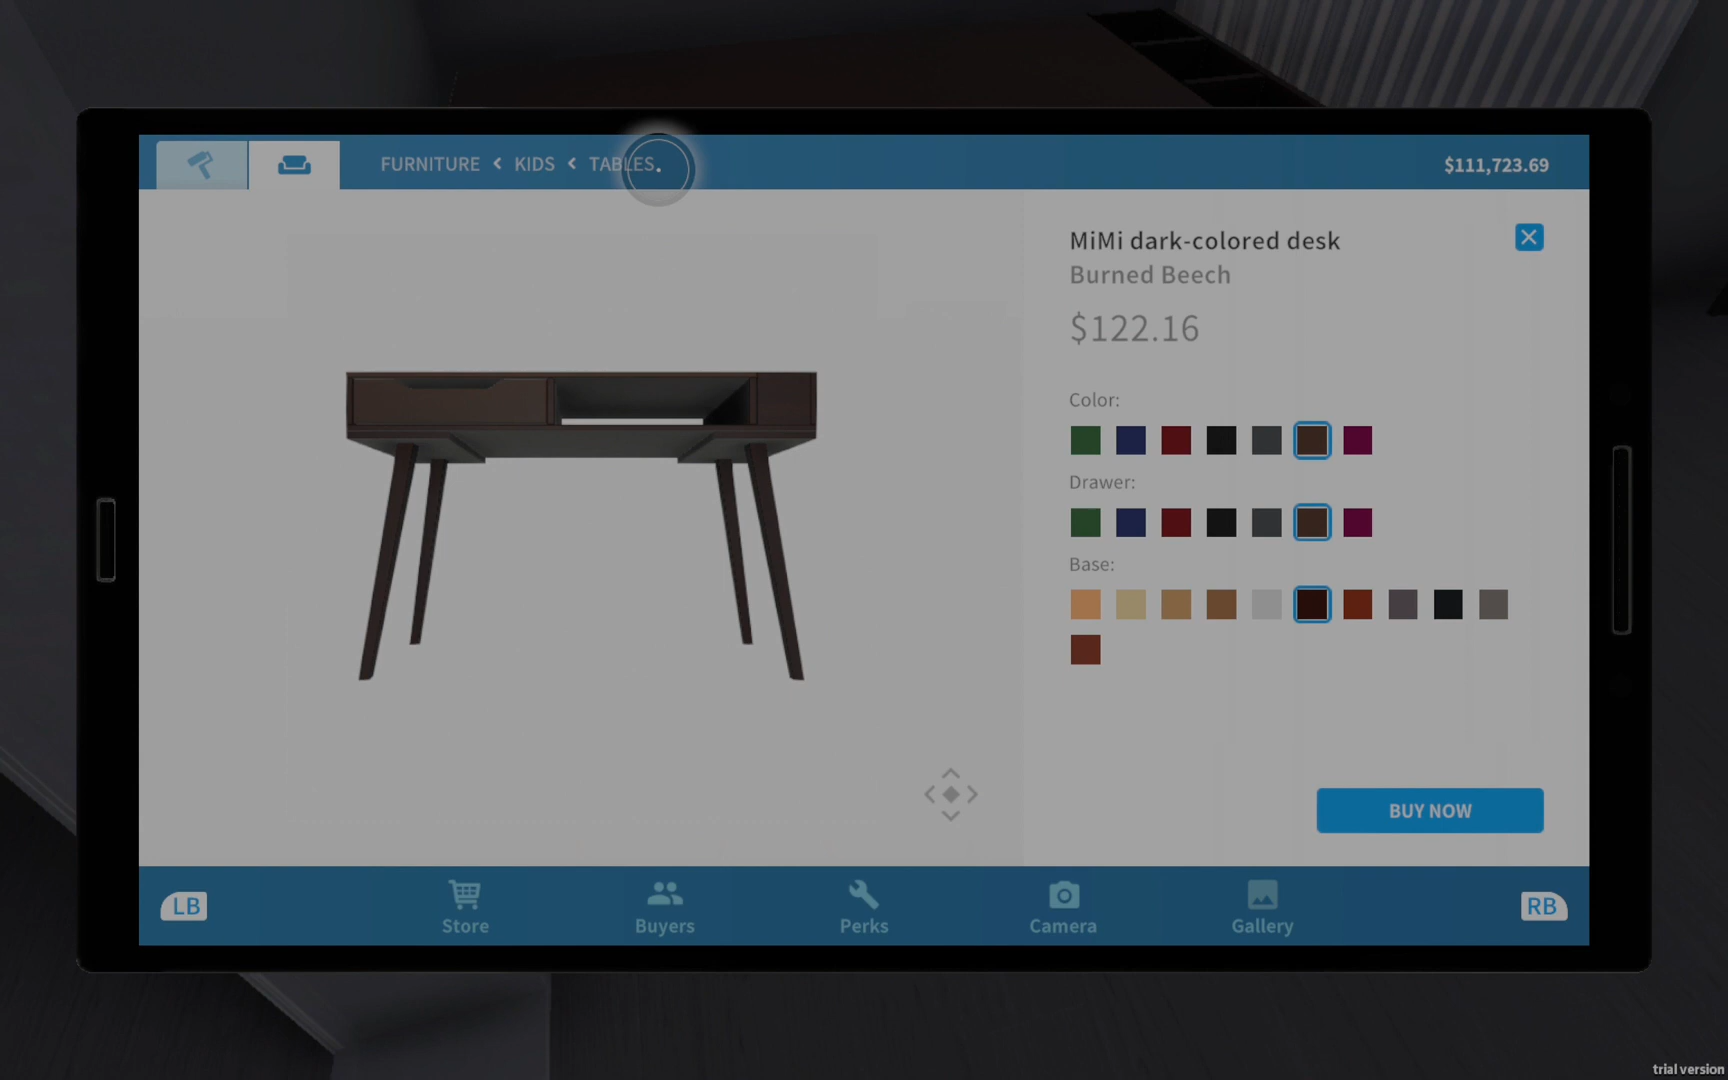 FURNITURE < KIDS < TABLES
$111,723.69
MiMi dark-colored desk
Burned Beech
$122.16
Color:
Drawer:
Base:
BUY NOW
LB
Store
Buyers
Perks
Camera
Gallery
RB
trial version